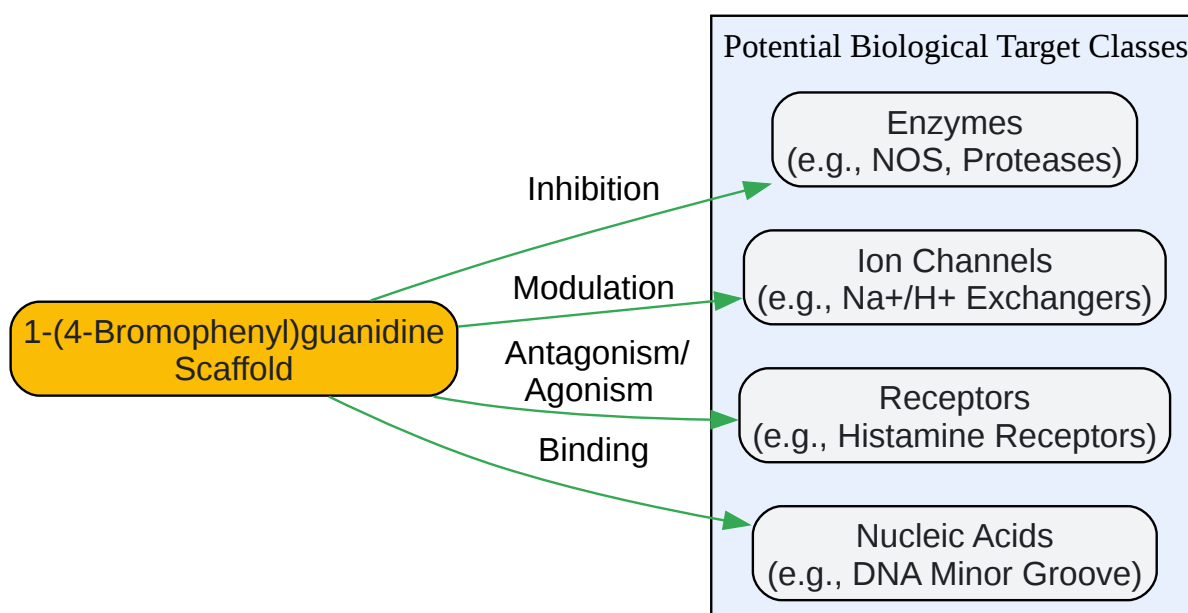 Potential Biological Target Classes
Enzymes
(e.g., NOS, Proteases)
Inhibition
Ion Channels
(e.g., Na+/H+ Exchangers)
Modulation
1-(4-Bromophenyl)guanidine
Scaffold
Antagonism/
Agonism
Receptors
(e.g., Histamine Receptors)
Binding
Nucleic Acids
(e.g., DNA Minor Groove)